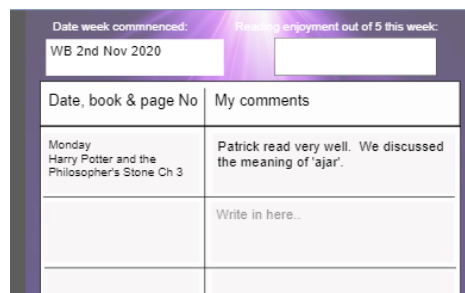 Date week commnenced:
Reading enjoyment out of 5 this week:
WB 2nd Nov 2020
Date, book & page No
My comments
Monday
Harry Potter and the
Philosopher's Stone Ch 3
Patrick read very well.  We discussed
the meaning of 'ajar'.
Write in here..